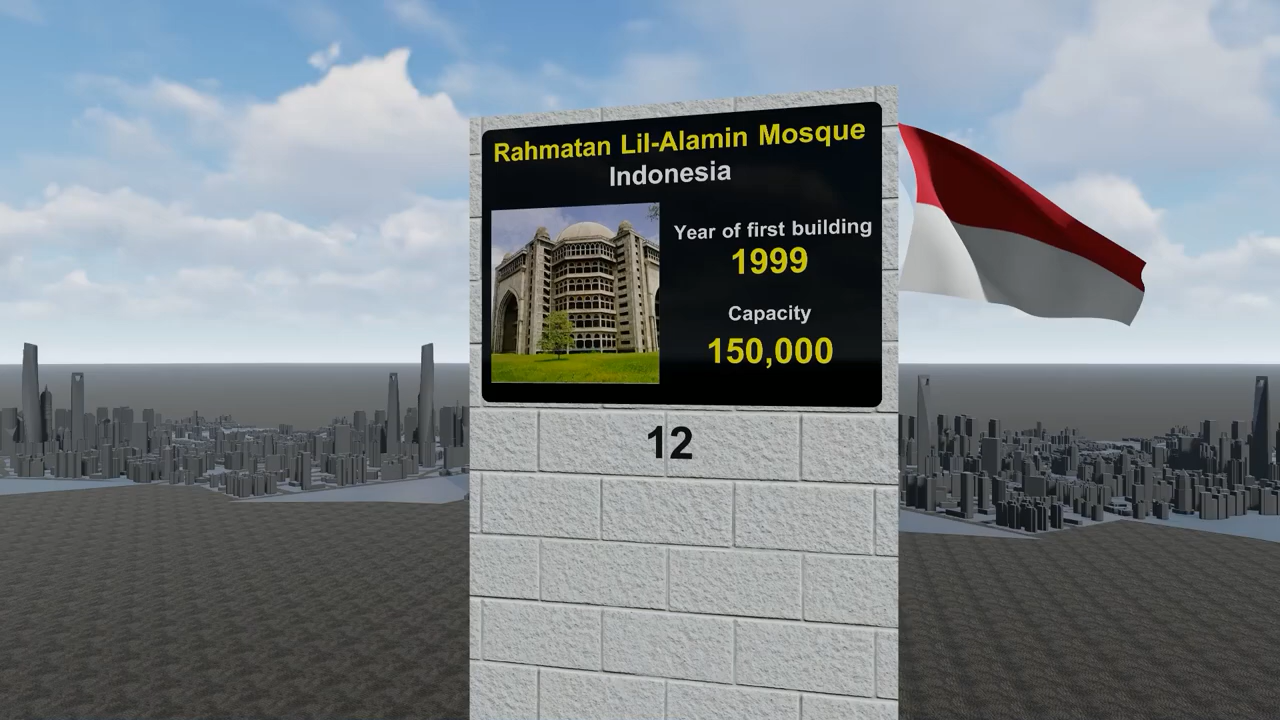 Rahmatan Lil-Alamin Mosque
Indonesia
Year of first building
1999
Capacity
150,000
12